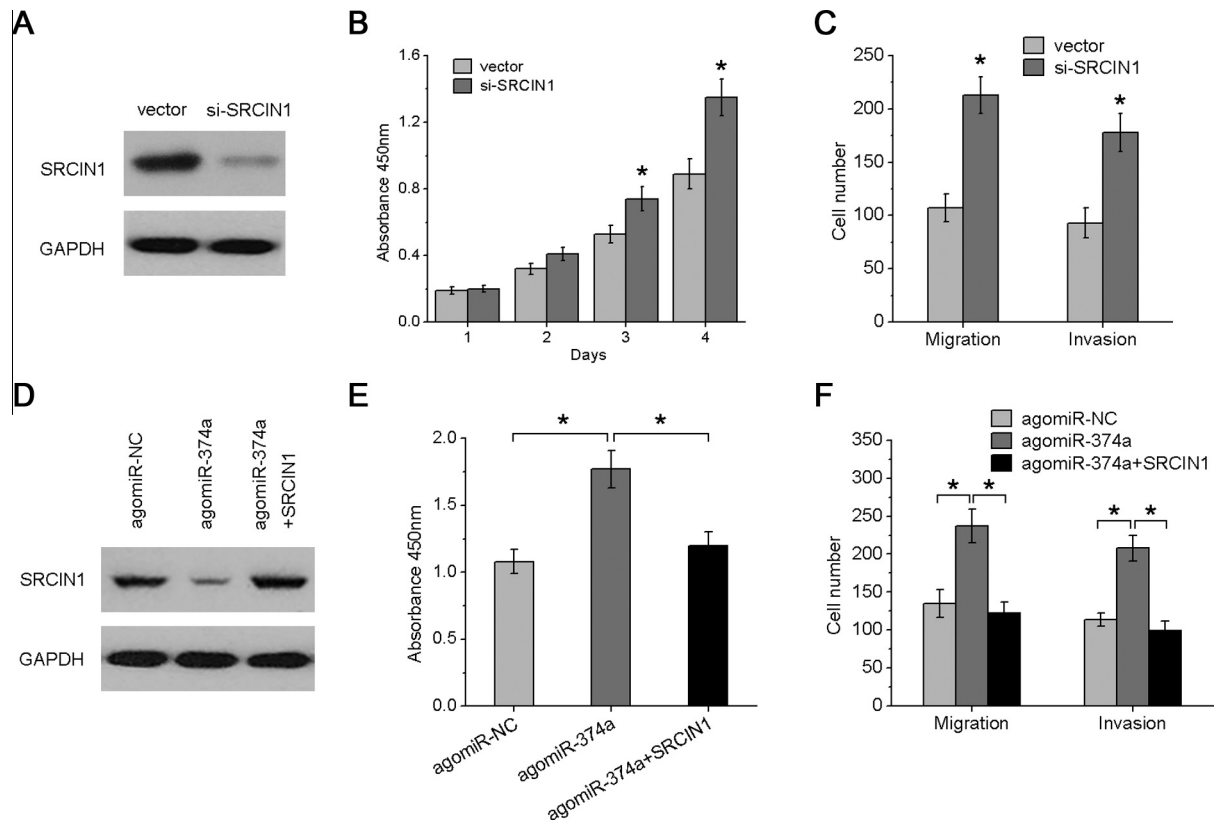 A
vector
si-SRCIN1
SRCIN1
GAPDH
B
vector
si-SRCIN1
Absorbance 450nm
1.6
1.2
0.8
0.4
0.0
*
*
1
2
3
4
Days
C
vector
si-SRCIN1
Cell number
250
200
150
100
50
0
*
*
Migration
Invasion
D
agomiR-NC
agomiR-374a
agomiR-374a
+SRCIN1
SRCIN1
GAPDH
E
Absorbance 450nm
2.0
1.5
1.0
1.0
0.0
*
*
agomiR-NC
agomiR-374a
agomiR-374a+SRCIN1
F
agomiR-NC
agomiR-374a
agomiR-374a+SRCIN1
Cell number
350
300
250
200
150
100
50
0
*
*
*
*
Migration
Invasion